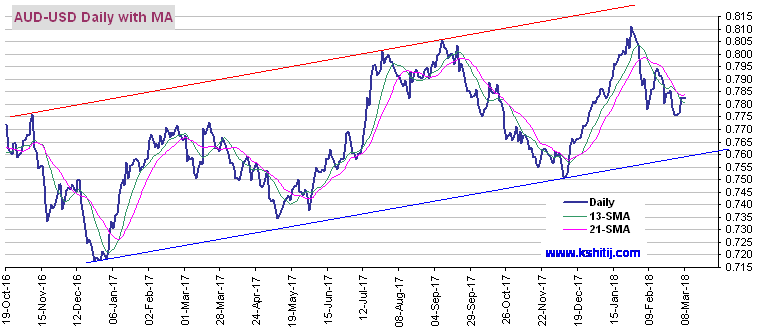 AUD-USD Daily with MA
0.815
0.810
0.805
0.800
0.795
0.790
0.785
0.780
0.775
0.770
0.765
0.760
0.755
0.750
0.745
0.740
0.735
0.730
0.725
0.720
0.715
Daily
13-SMA
21-SMA
www.kshitij.com
19-Oct-16
15-Nov-16
12-Dec-16
06-Jan-17
02-Feb-17
01-Mar-17
28-Mar-17
24-Apr-17
19-May-17
15-Jun-17
12-Jul-17
08-Aug-17
04-Sep-17
29-Sep-17
26-Oct-17
22-Nov-17
19-Dec-17
15-Jan-18
09-Feb-18
08-Mar-18